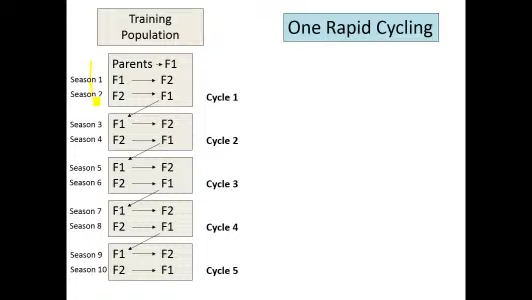 Training
Population
One Rapid Cycling
Parents → F1
Season 1 F1 → F2
Season 2 F2 → F1 Cycle 1
Season 3 F1 → F2
Season 4 F2 → F1 Cycle 2
Season 5 F1 → F2
Season 6 F2 → F1 Cycle 3
Season 7 F1 → F2
Season 8 F2 → F1 Cycle 4
Season 9 F1 → F2
Season 10 F2 → F1 Cycle 5